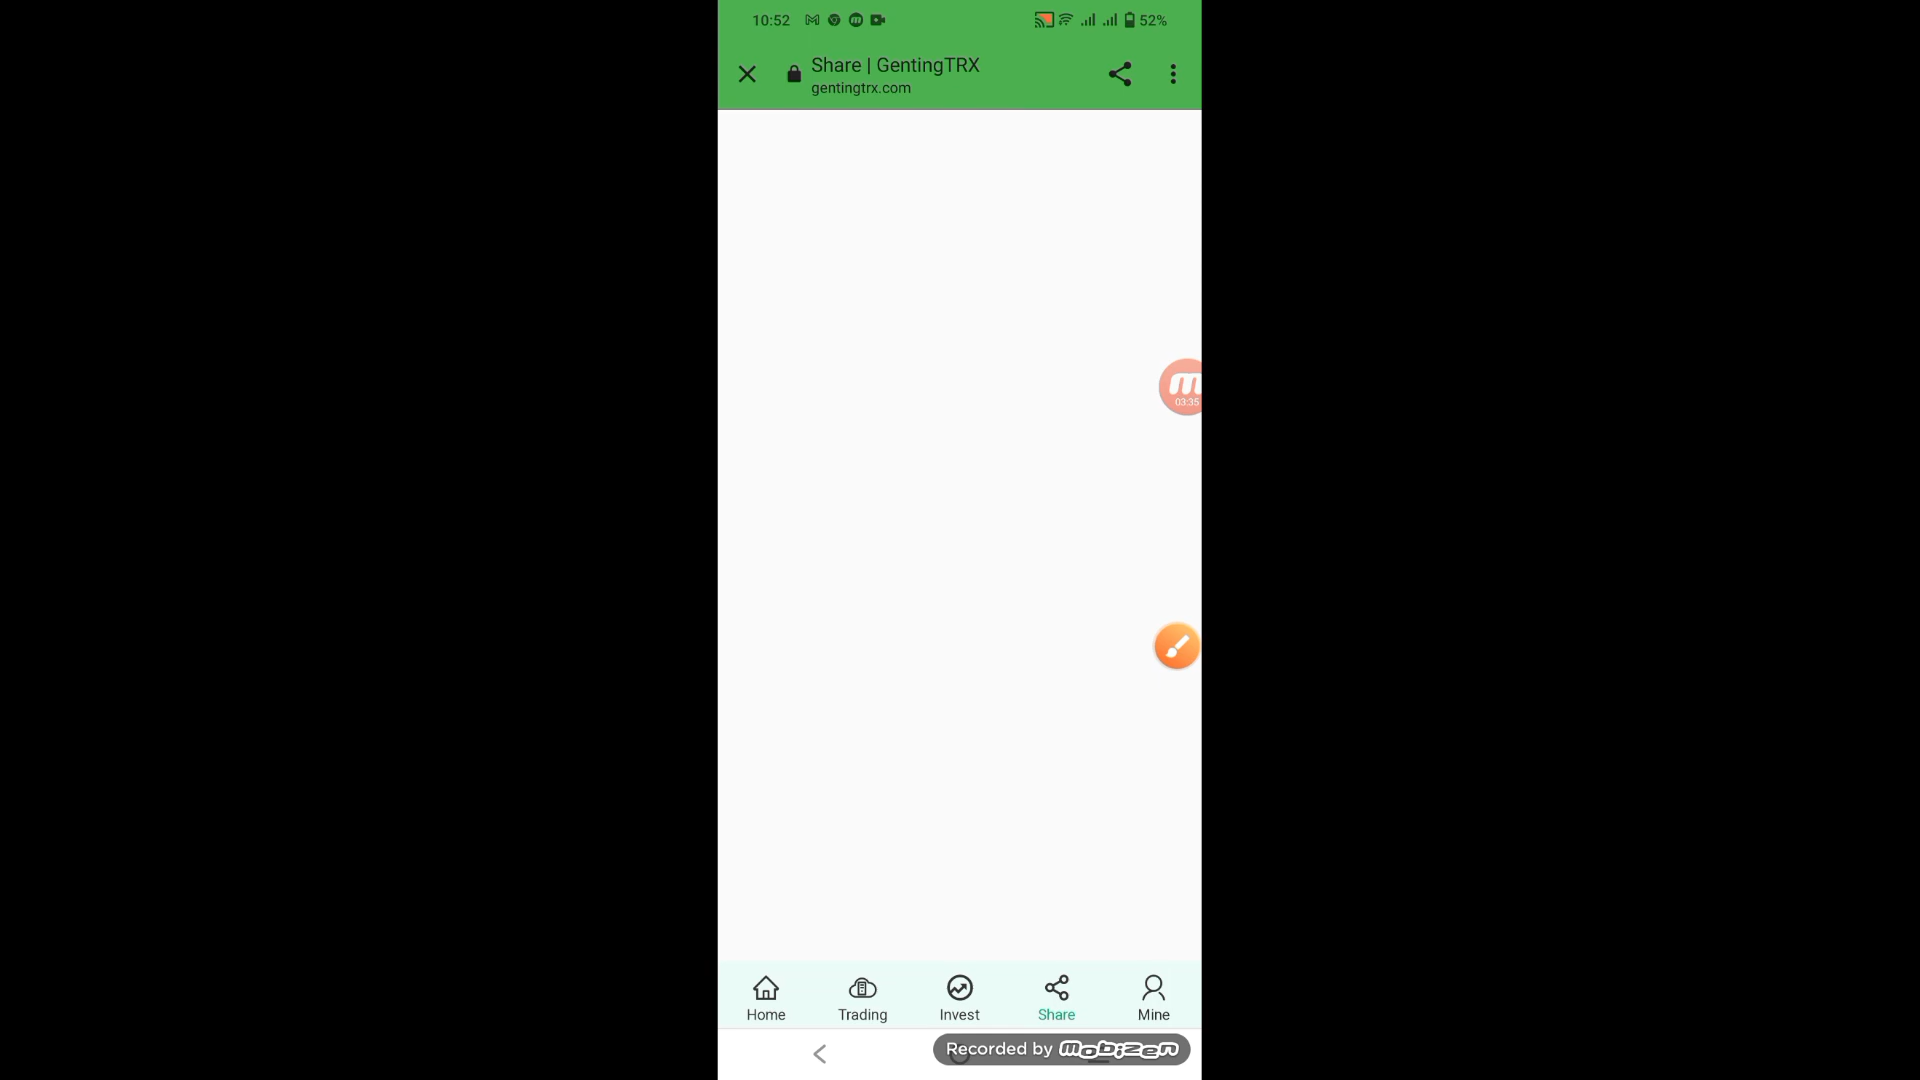 10:52
52%
Share | GentingTRX
gentingtrx.com
m
03:35
Home
Trading
Invest
Share
Mine
Recorded by mobizen